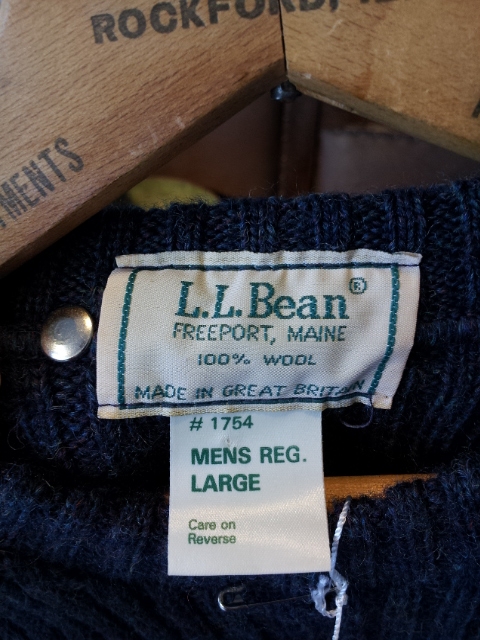 ROCKFORD,
MENTS
L.L.Bean®
FREEPORT, MAINE
100% WOOL
MADE IN GREAT BRITAIN
# 1754
MENS REG.
LARGE
Care on
Reverse